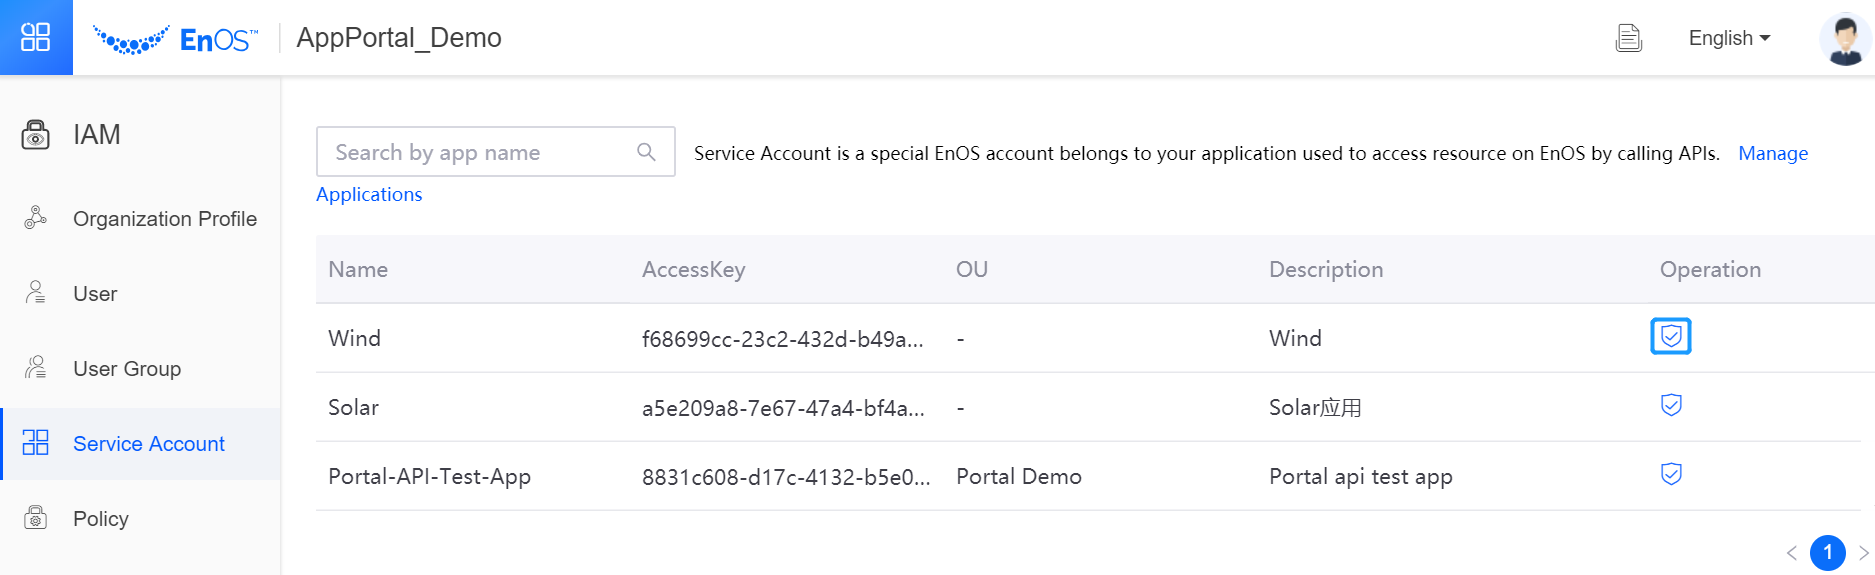 EnOS™ AppPortal_Demo English
IAM
Organization Profile
User
User Group
Service Account
Policy
Search by app name Service Account is a special EnOS account belongs to your application used to access resource on EnOS by calling APIs. Manage
Applications
Name AccessKey OU Description Operation
Wind f68699cc-23c2-432d-b49a... - Wind
Solar a5e209a8-7e67-47a4-bf4a... - Solar应用
Portal-API-Test-App 8831c608-d17c-4132-b5e0... Portal Demo Portal api test app
1